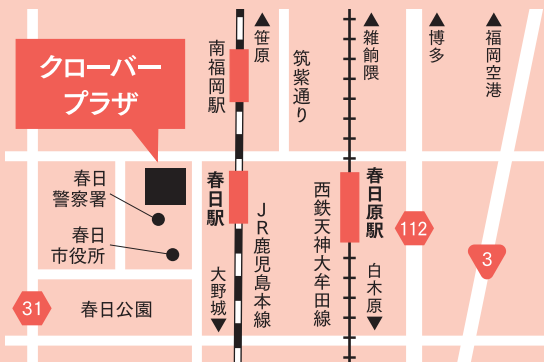 クローバー
プラザ
南福岡駅
▲
笹原
筑紫通り
▲
雑餉隈
▲
博多
▲
福岡空港
春日
警察署
春日
市役所
春日駅
JR鹿児島本線
大野城
▼
西鉄天神大牟田線
春日原駅
白木原
▼
112
3
31
春日公園